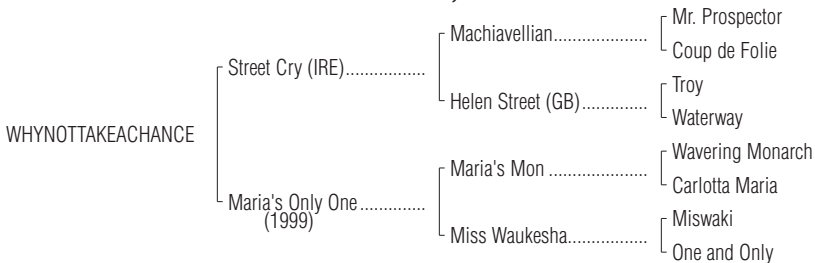 Mr. Prospector
Machiavellian....................
Coup de Folie
Street Cry (IRE)................
Troy
Helen Street (GB)..............
Waterway
WHYNOTTAKEACHANCE
Wavering Monarch
Maria's Mon .....................
Carlotta Maria
Maria's Only One ..............
(1999)
Miswaki
Miss Waukesha.................
One and Only